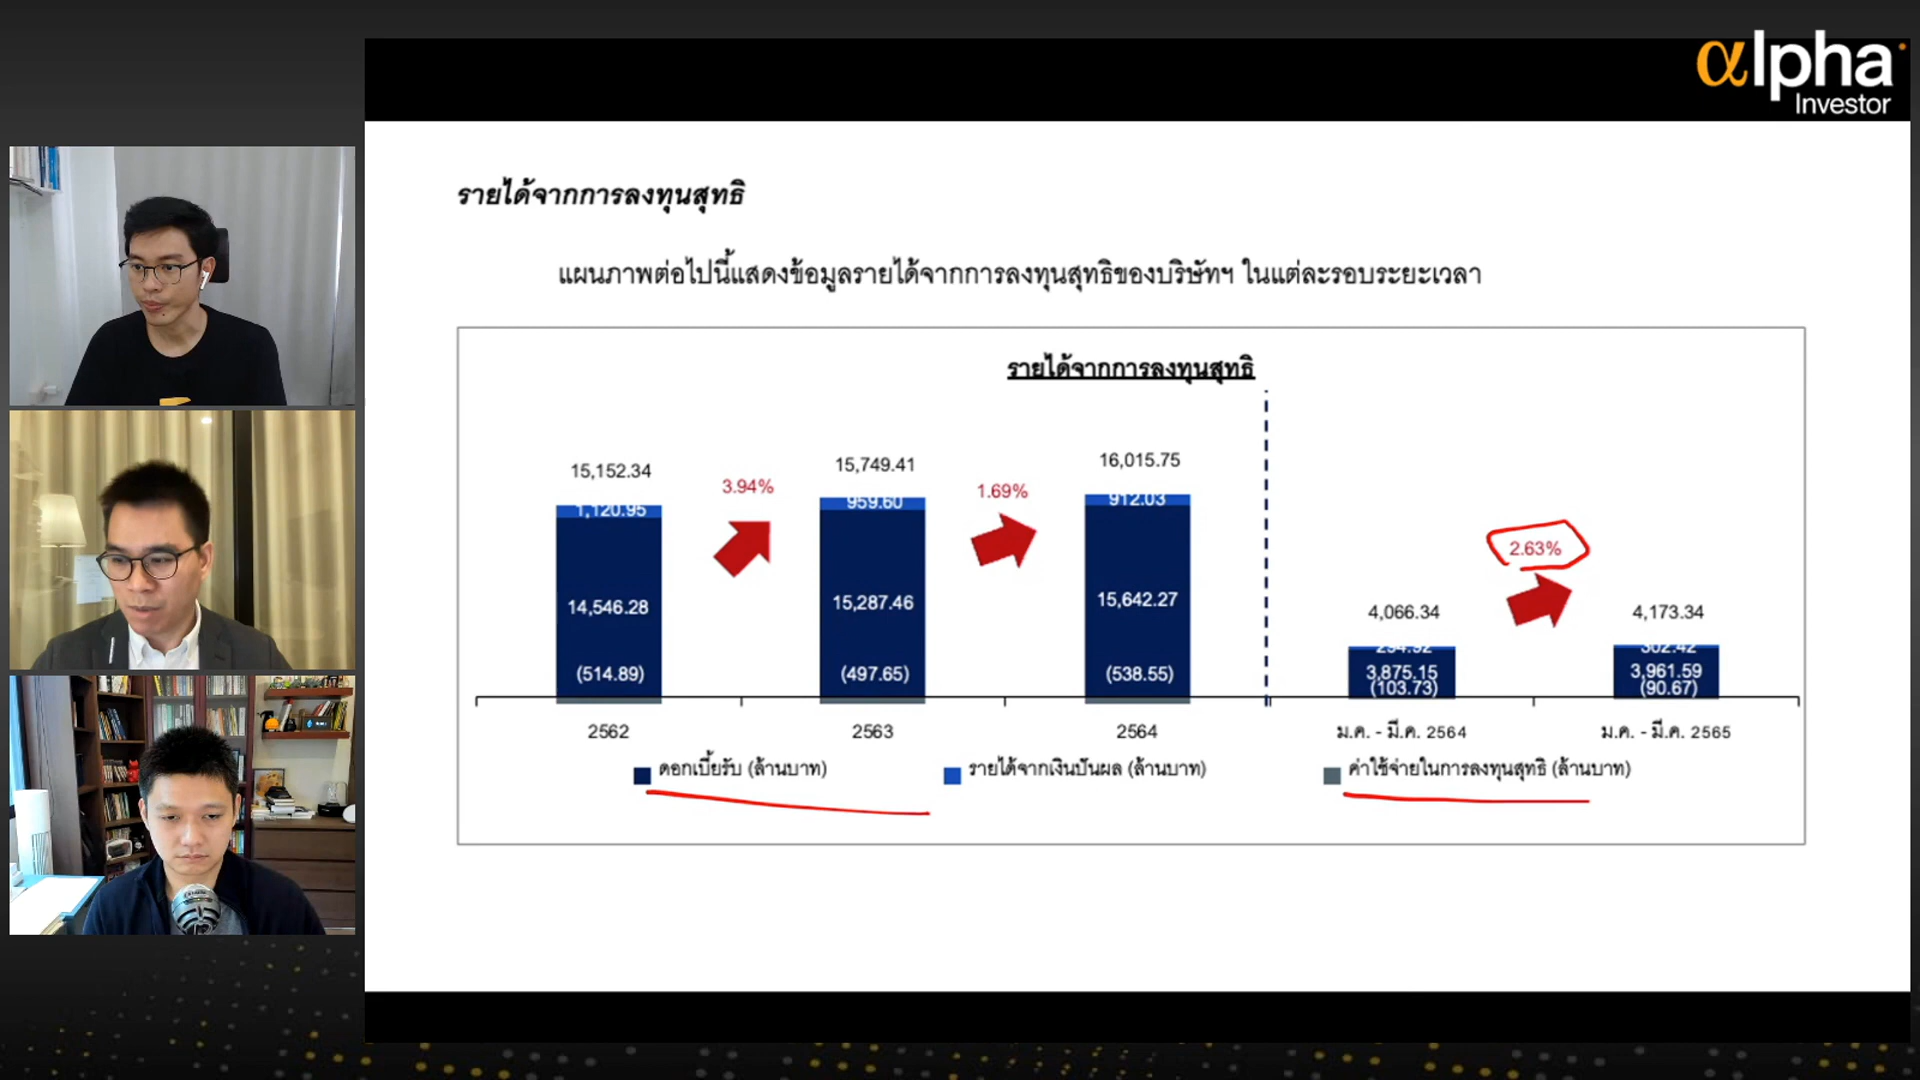 αlpha
Investor
รายได้จากการลงทุนสุทธิ
แผนภาพต่อไปนี้แสดงข้อมูลรายได้จากการลงทุนสุทธิของบริษัทฯ ในแต่ละรอบระยะเวลา
รายได้จากการลงทุนสุทธิ
15,152.34 15,749.41 16,015.75
3.94% 1.69%
1,120.95 959.60 912.03
2.63%
14,546.28 15,287.46 15,642.27
4,066.34 4,173.34
294.92 302.42
(514.89) (497.65) (538.55) 3,875.15 3,961.59
(103.73) (90.67)
2562 2563 2564 ม.ค. - มี.ค. 2564 ม.ค. - มี.ค. 2565
ดอกเบี้ยรับ (ล้านบาท) รายได้จากเงินปันผล (ล้านบาท) ค่าใช้จ่ายในการลงทุนสุทธิ (ล้านบาท)